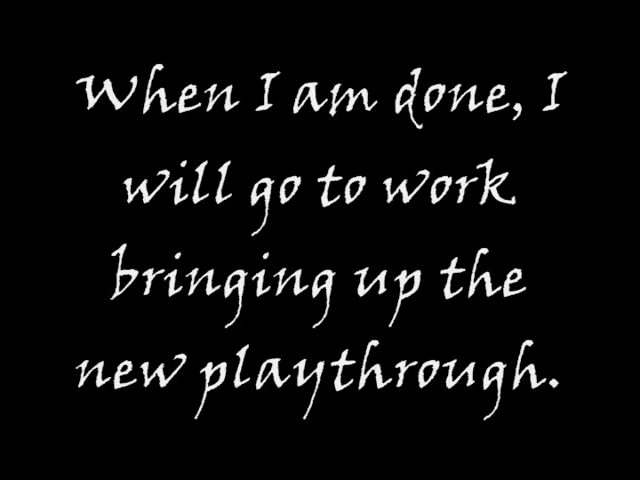 When I am done, I
will go to work
bringing up the
new playthrough.